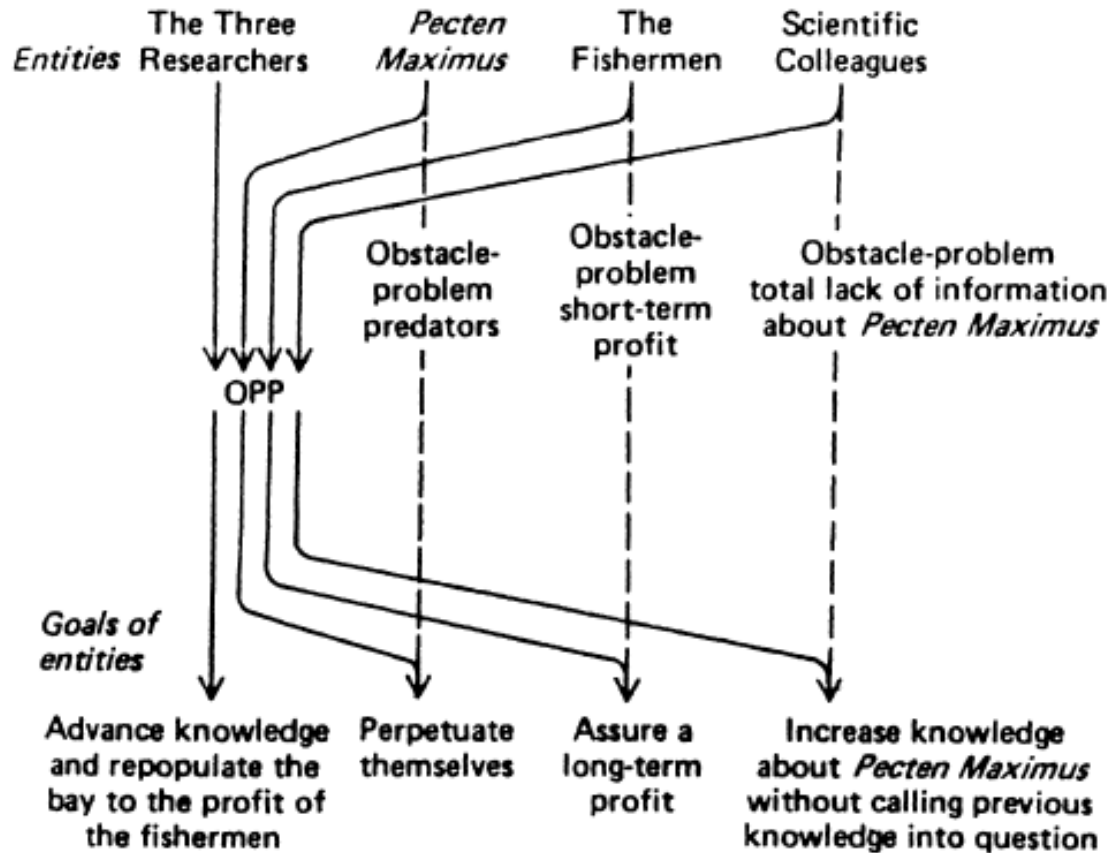 Entities
The Three
Researchers
Pecten
Maximus
The
Fishermen
Scientific
Colleagues
Obstacle-
problem
predators
Obstacle-
problem
short-term
profit
Obstacle-problem
total lack of information
about Pecten Maximus
OPP
Goals of
entities
Advance knowledge
and repopulate the
bay to the profit of
the fishermen
Perpetuate
themselves
Assure a
long-term
profit
Increase knowledge
about Pecten Maximus
without calling previous
knowledge into question